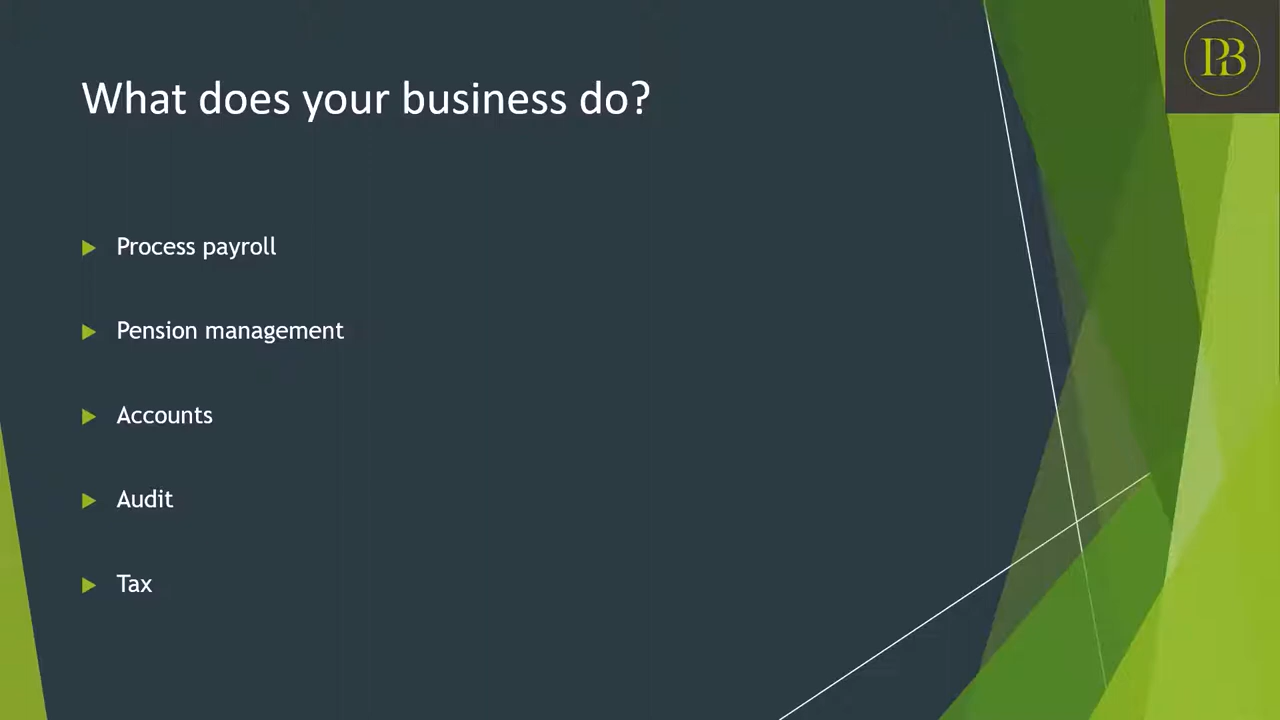 PB
What does your business do?
Process payroll
Pension management
Accounts
Audit
Tax